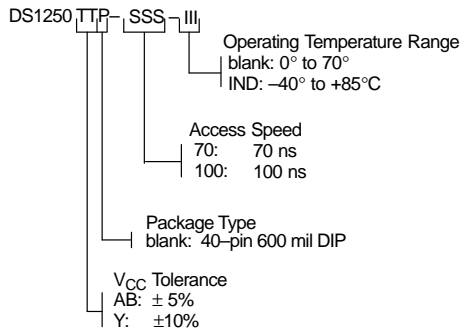 DS1250 TTP– SSS –III
Operating Temperature Range
blank: 0° to 70°
IND: –40° to +85°C
Access Speed
70: 70 ns
100: 100 ns
Package Type
blank: 40–pin 600 mil DIP
VCC Tolerance
AB: ± 5%
Y: ±10%